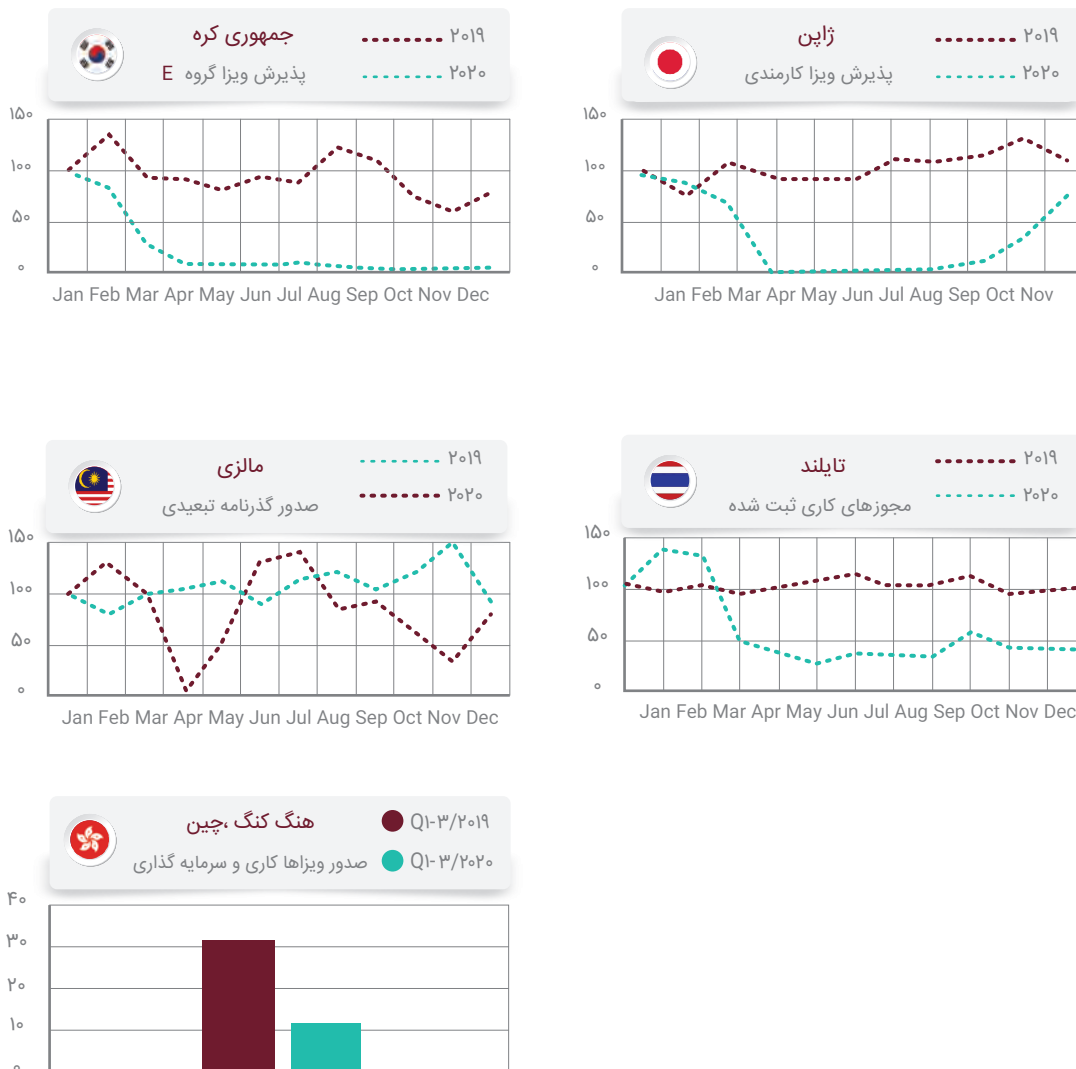 ژاپن
پذیرش ویزا کارمندی
۲۰۱۹
۲۰۲۰
۱۵۰
۱۰۰
۵۰
۰
Jan Feb Mar Apr May Jun Jul Aug Sep Oct Nov
جمهوری کره
پذیرش ویزا گروه E
۲۰۱۹
۲۰۲۰
۱۵۰
۱۰۰
۵۰
۰
Jan Feb Mar Apr May Jun Jul Aug Sep Oct Nov Dec
تایلند
مجوزهای کاری ثبت شده
۲۰۱۹
۲۰۲۰
۱۵۰
۱۰۰
۵۰
۰
Jan Feb Mar Apr May Jun Jul Aug Sep Oct Nov Dec
مالزی
صدور گذرنامه تبعیدی
۲۰۱۹
۲۰۲۰
۱۵۰
۱۰۰
۵۰
۰
Jan Feb Mar Apr May Jun Jul Aug Sep Oct Nov Dec
هنگ کنگ ،چین
صدور ویزاها کاری و سرمایه گذاری
Q۱-۳/۲۰۱۹
Q۱-۳/۲۰۲۰
۴۰
۳۰
۲۰
۱۰